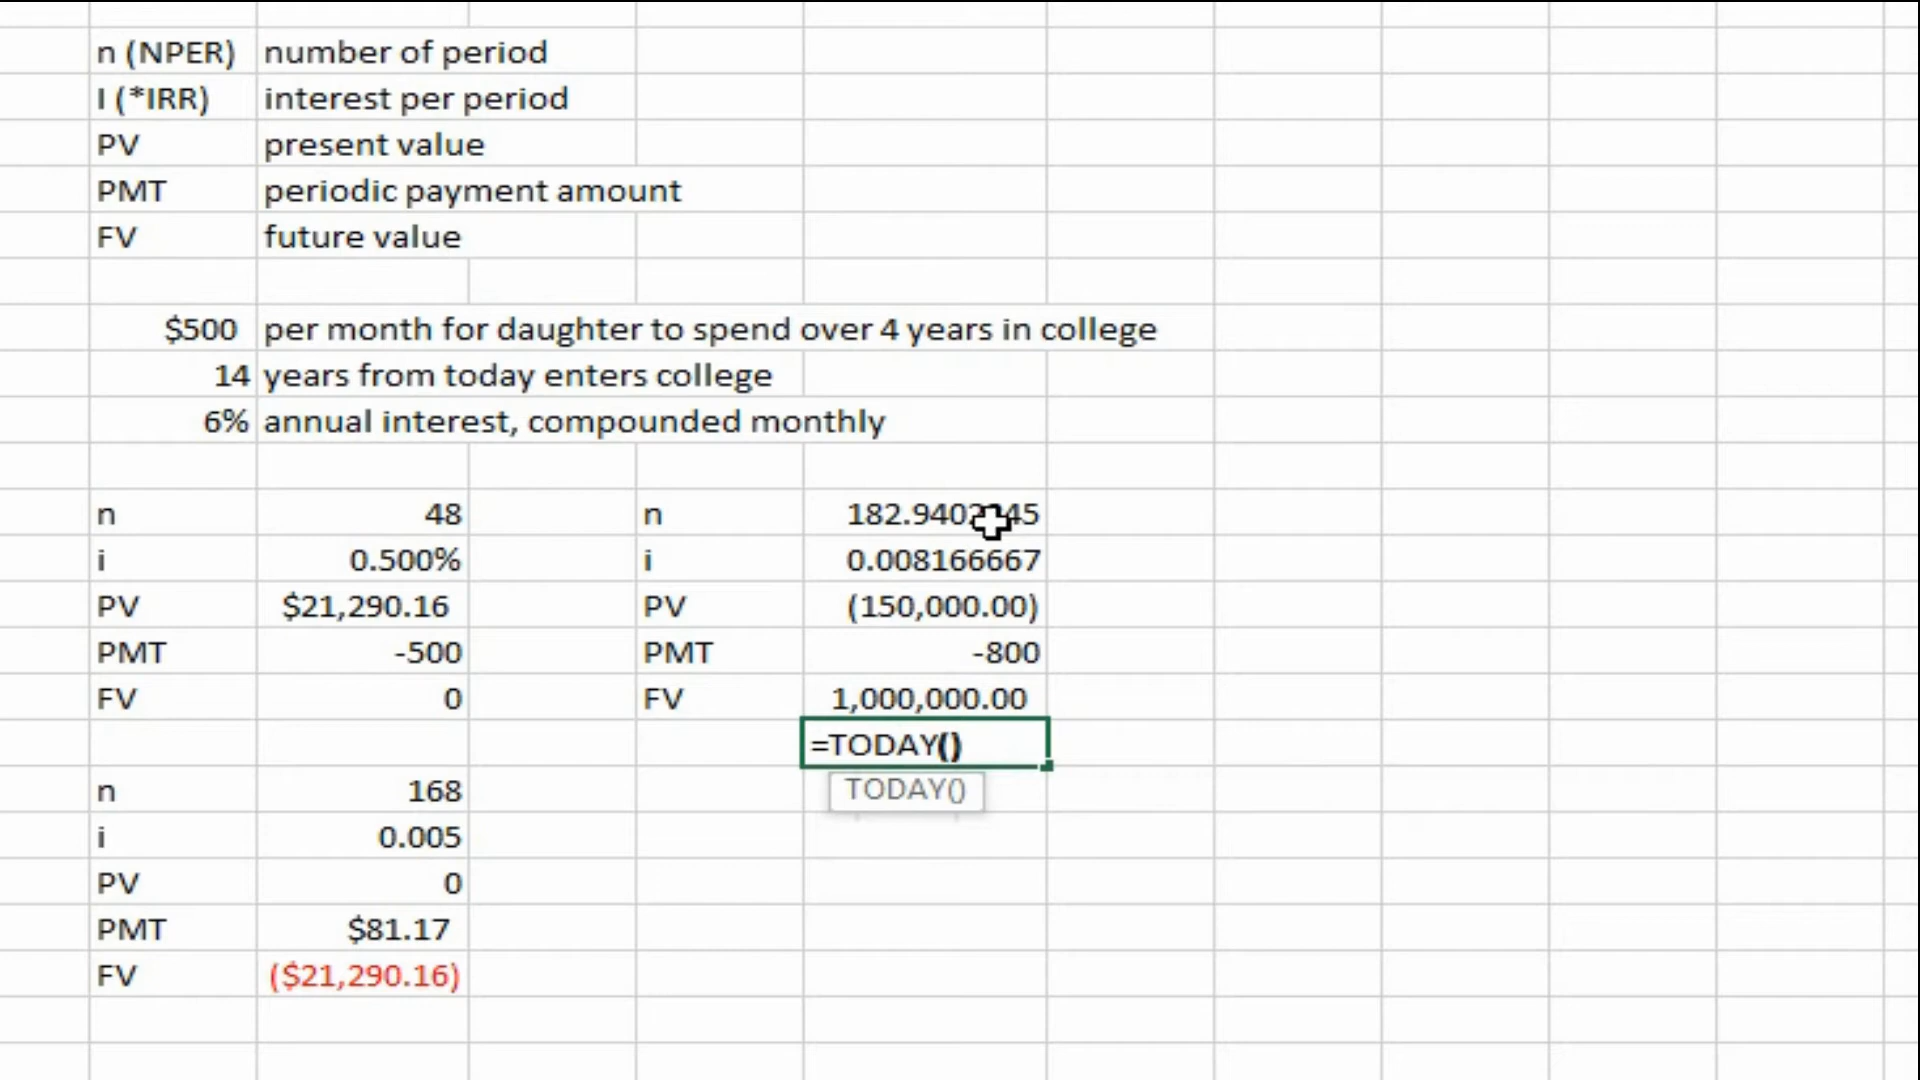 n (NPER) number of period
I (*IRR) interest per period
PV present value
PMT periodic payment amount
FV future value
$500 per month for daughter to spend over 4 years in college
14 years from today enters college
6% annual interest, compounded monthly
n 48 n
i 0.500% i 0.008166667
PV $21,290.16 PV (150,000.00)
PMT -500 PMT -800
FV 0 FV 1,000,000.00
=TODAY()
TODAY()
n 168
i 0.005
PV 0
PMT $81.17
FV ($21,290.16)